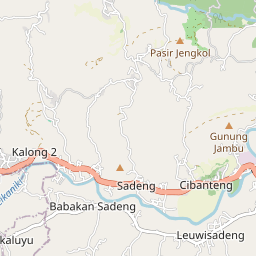 Pasir Jengkol
Gunung
Jambu
Kalong 2
Sadeng
Cibanteng
Babakan Sadeng
Leuwisadeng
kaluyu